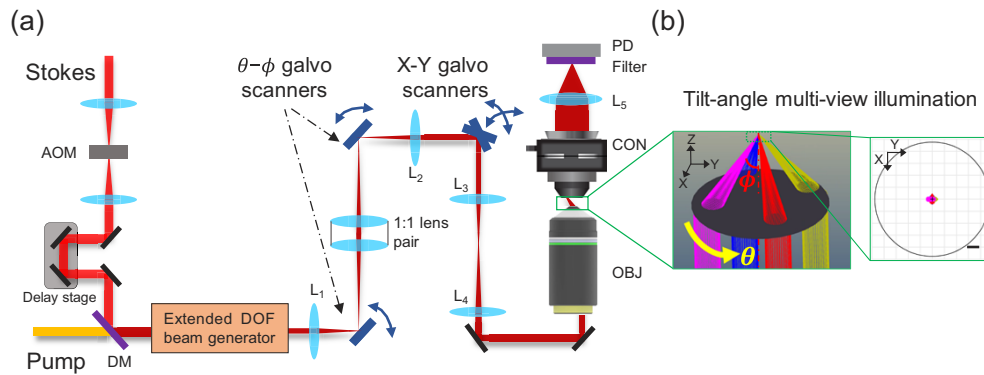 (a)
Stokes
AOM
Delay stage
Pump
DM
Extended DOF
beam generator
L1
θ−ϕ galvo
scanners
1:1 lens
pair
L2
X-Y galvo
scanners
L3
L4
PD
Filter
L5
CON
OBJ
(b)
Tilt-angle multi-view illumination
Z
Y
X
ϕ
θ
X
Y